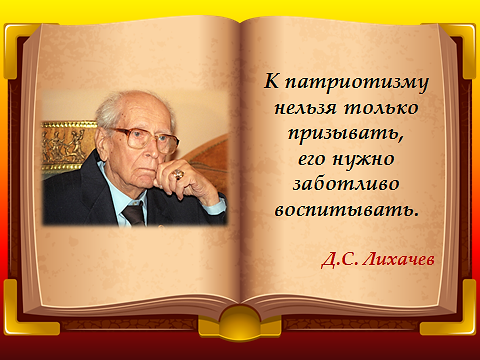 К патриотизму
нельзя только
призывать,
его нужно
заботливо
воспитывать.
Д.С. Лихачев